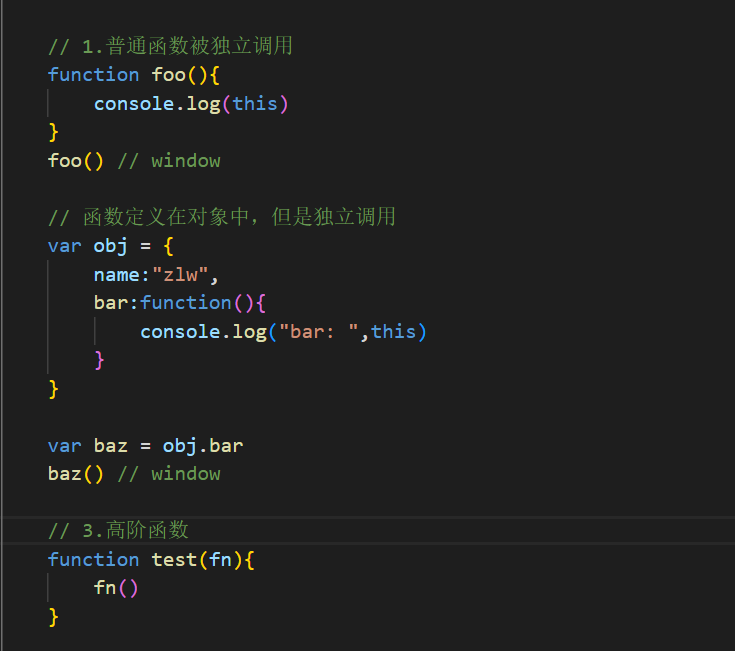 // 1.普通函数被独立调用
function foo(){
    console.log(this)
}
foo() // window
// 函数定义在对象中，但是独立调用
var obj = {
    name:"zlw",
    bar:function(){
        console.log("bar: ",this)
    }
}
var baz = obj.bar
baz() // window
// 3.高阶函数
function test(fn){
    fn()
}